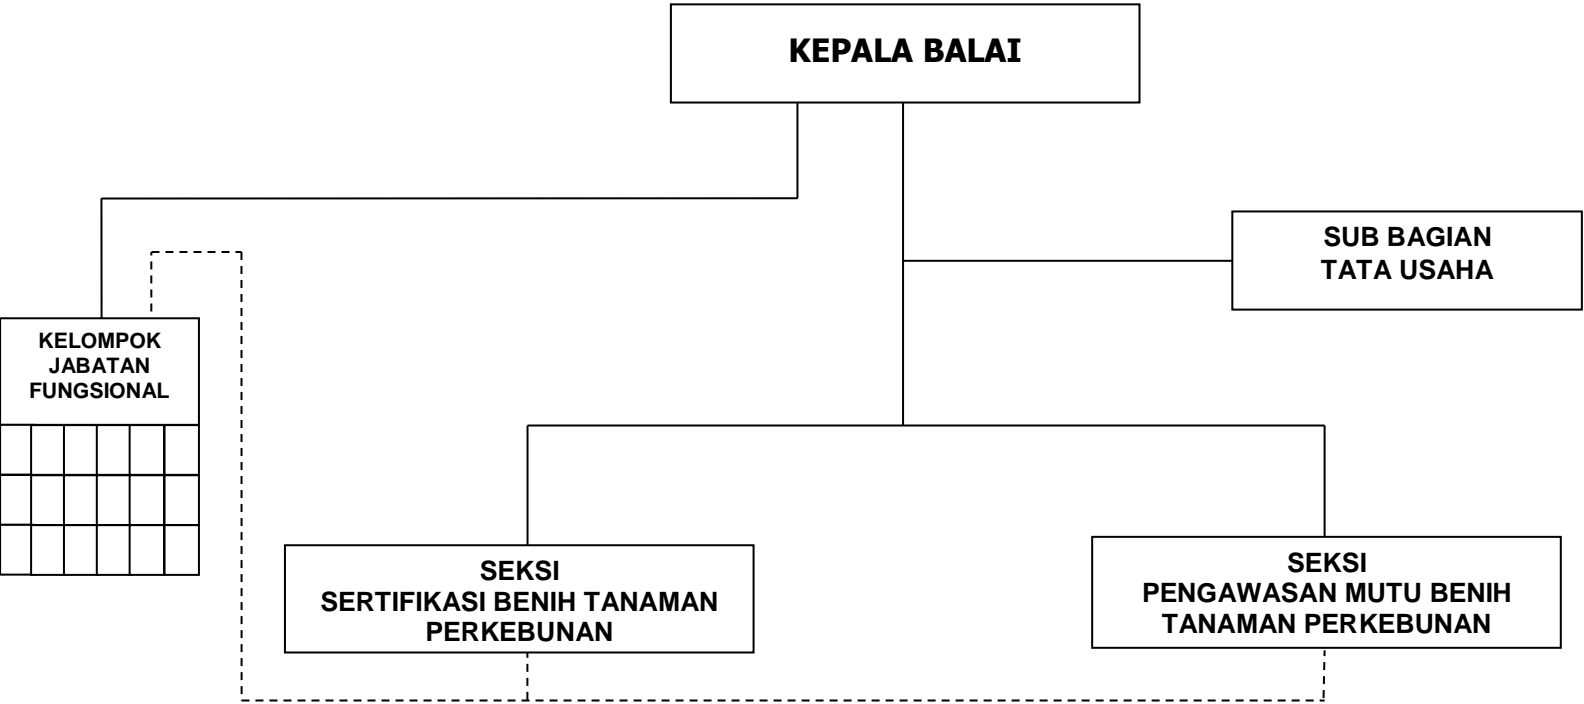 KEPALA BALAI
SUB BAGIAN
TATA USAHA
KELOMPOK
JABATAN
FUNGSIONAL
SEKSI
SERTIFIKASI BENIH TANAMAN
PERKEBUNAN
SEKSI
PENGAWASAN MUTU BENIH
TANAMAN PERKEBUNAN